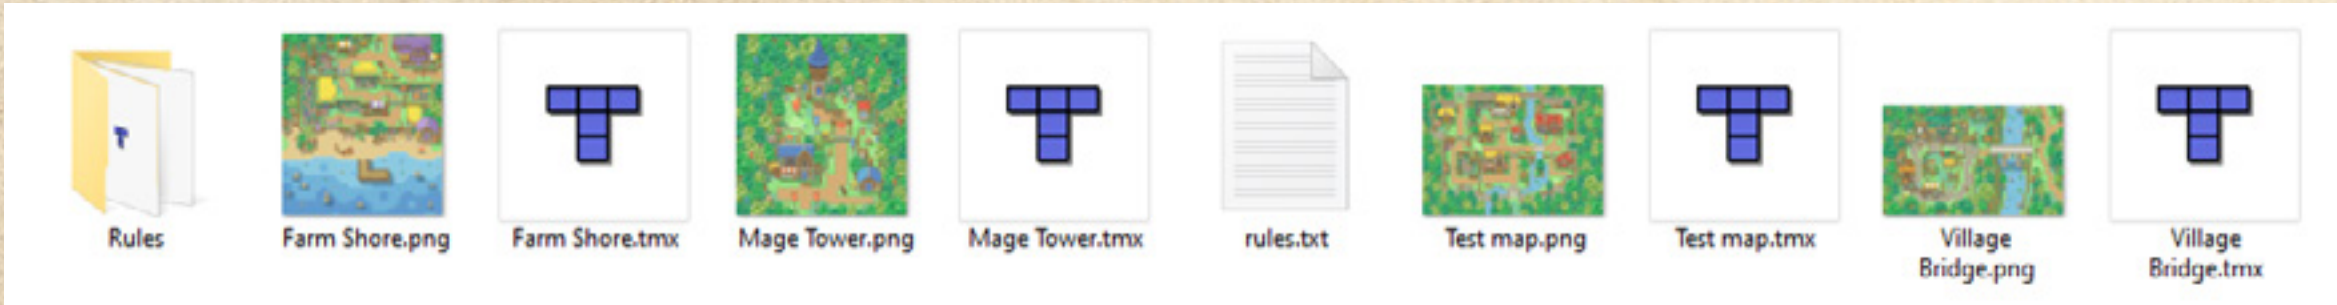 Rules
Farm Shore.png
Farm Shore.tmx
Mage Tower.png
Mage Tower.tmx
rules.txt
Test map.png
Test map.tmx
Village
Bridge.png
Village
Bridge.tmx